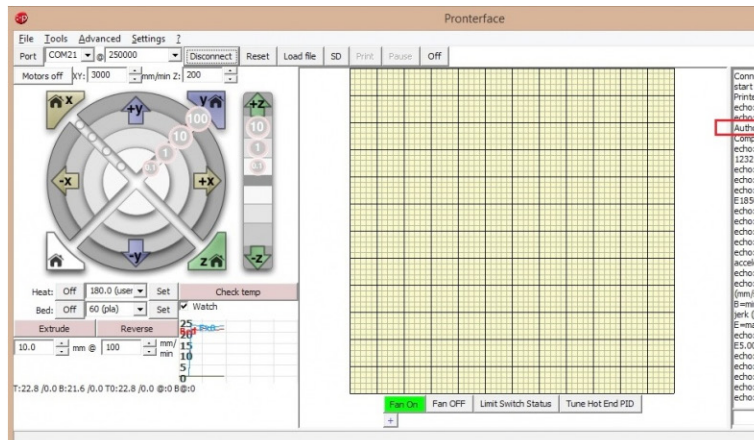 Pronterface
File Tools Advanced Settings ?
Port COM21 @ 250000 Disconnect Reset Load file SD Print Pause Off
Motors off XY: 3000 mm/min Z: 200
X +y y 100 10 1 0.1
-X +X
-y z
+Z 10 1 0.1 -Z
Heat: Off 180.0 (user Set Check temp
Bed: Off 60 (pla) Set Watch
Extrude Reverse
10.0 mm @ 100 mm/
min
25
20
15
10
5
0
T:22.8 /0.0 B:21.6 /0.0 T0:22.8 /0.0 @:0 B@:0
Fan On Fan OFF Limit Switch Status Tune Hot End PID
+
Conn
start
Printe
echo:
echo:
Autho
Comp
echo:
1232
echo:
echo:
E1850
echo:
echo:
echo:
echo:
accele
echo:
echo:
(mm/
B=mi
jerk (
E=ma
echo:
E5.00
echo:
echo:
echo:
echo:
echo: